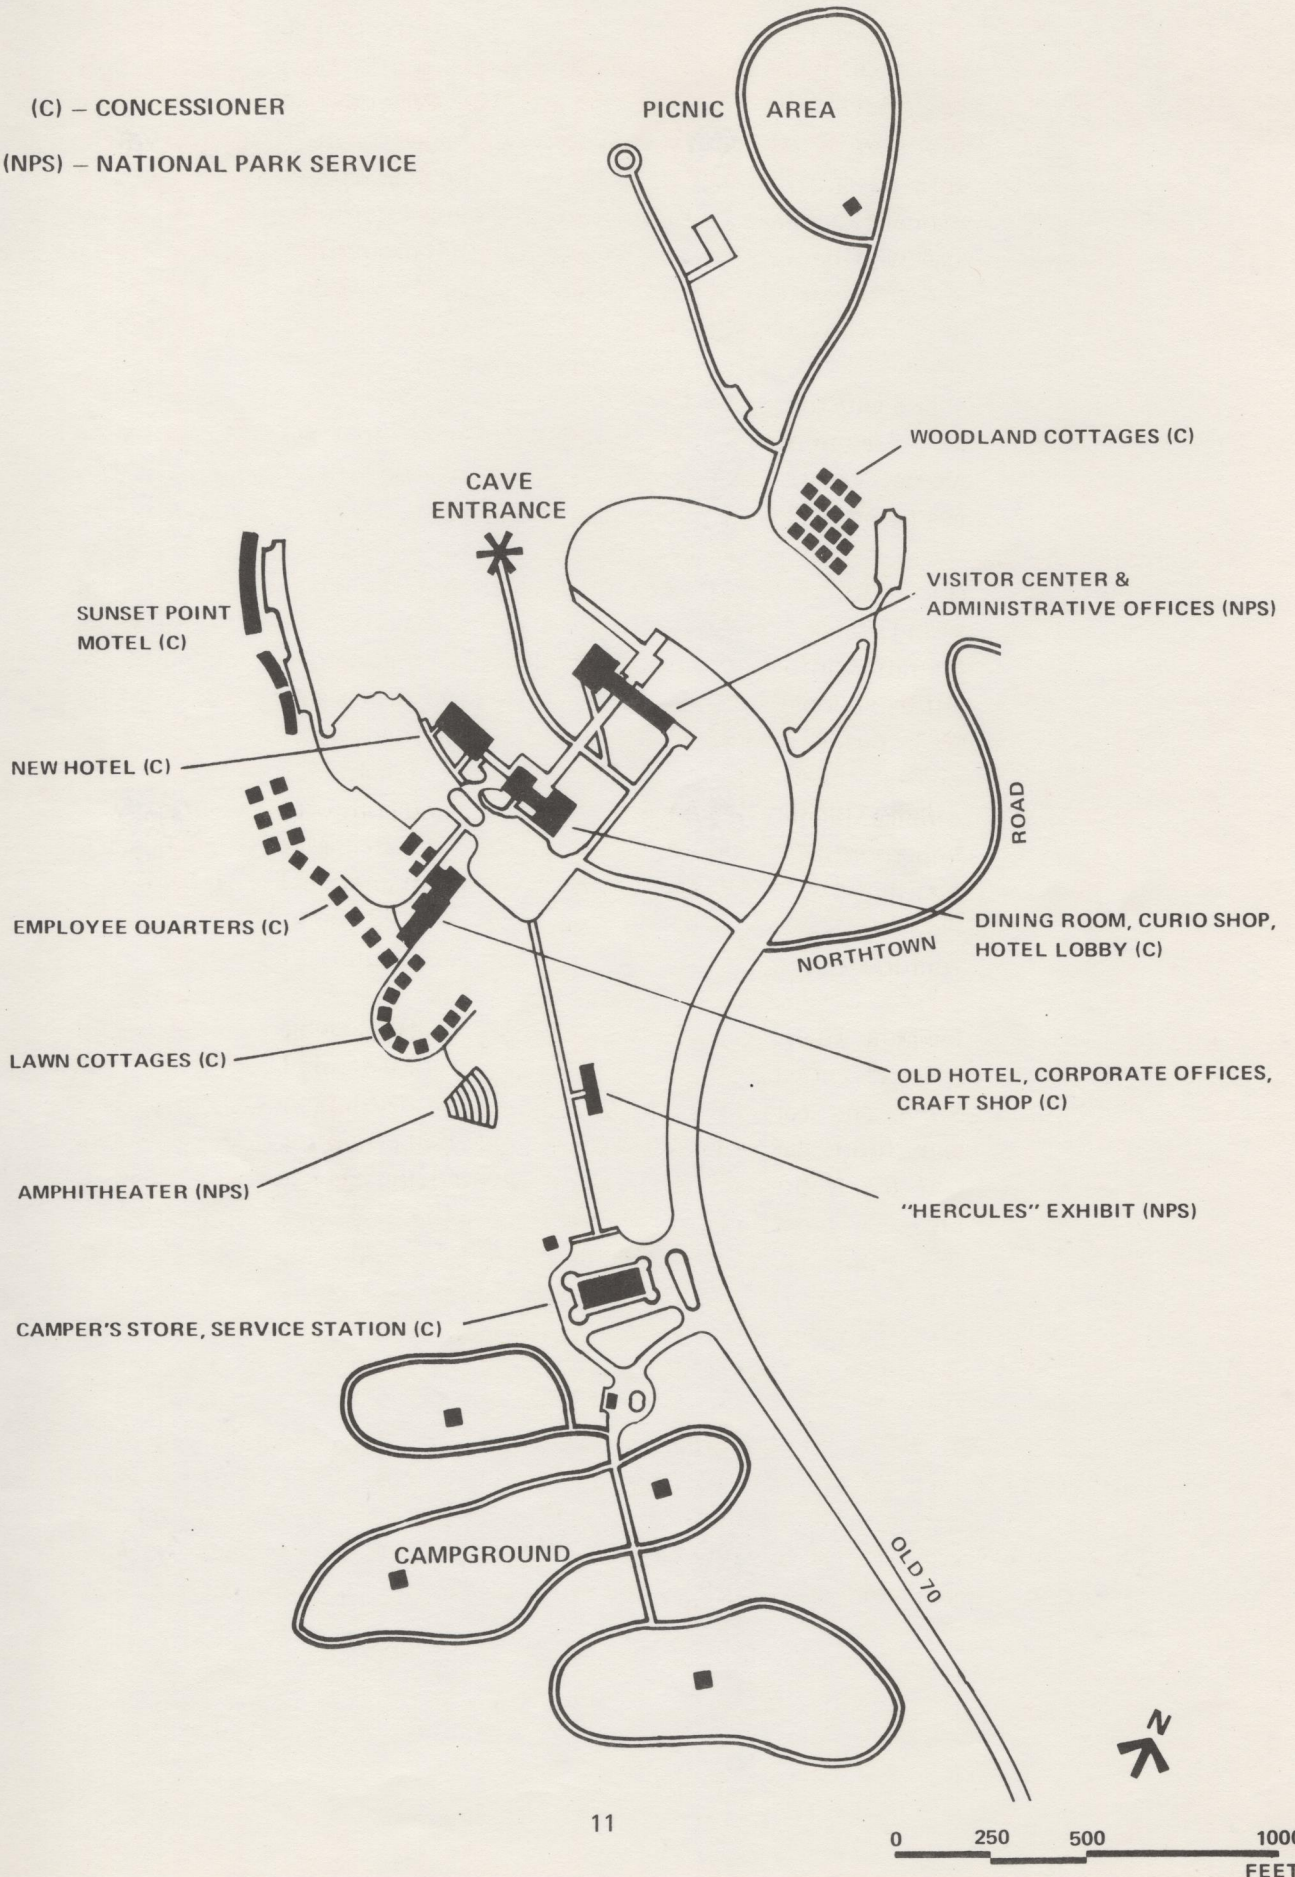 PICNIC AREA
(C) – CONCESSIONER
(NPS) – NATIONAL PARK SERVICE
WOODLAND COTTAGES (C)
CAVE
ENTRANCE
VISITOR CENTER &
ADMINISTRATIVE OFFICES (NPS)
SUNSET POINT
MOTEL (C)
NEW HOTEL (C)
ROAD
NORTHTOWN
DINING ROOM, CURIO SHOP,
HOTEL LOBBY (C)
EMPLOYEE QUARTERS (C)
LAWN COTTAGES (C)
OLD HOTEL, CORPORATE OFFICES,
CRAFT SHOP (C)
AMPHITHEATER (NPS)
"HERCULES" EXHIBIT (NPS)
CAMPER'S STORE, SERVICE STATION (C)
CAMPGROUND
OLD 70
N
11
0 250 500 1000
FEET